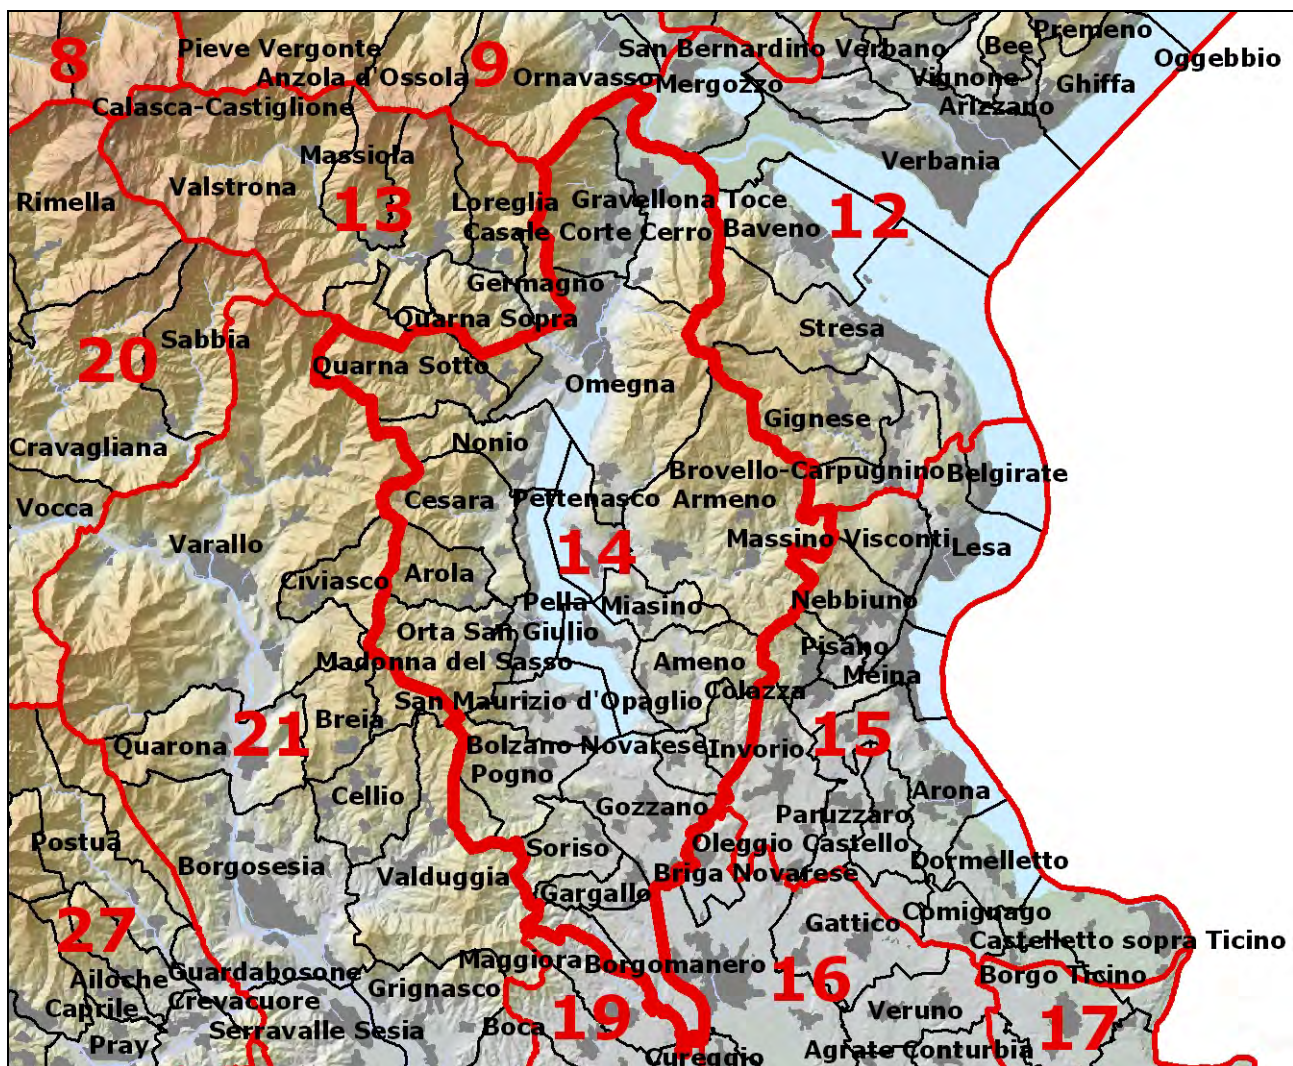 Premeno
8
Pieve Vergonte
9
San Bernardino Verbano
Bee
Oggebbio
Anzola d'Ossola
Ornavasso
Mergozzo
Vignone
Ghiffa
Calasca-Castiglione
Arizzano
Massiola
Verbania
Rimella
Valstrona
13
Loreglia
Gravellona Toce
12
Casale Corte Cerro
Baveno
Germagno
Quarna Sopra
Stresa
20
Sabbia
Quarna Sotto
Omegna
Gignese
Cravagliana
Nonio
Brovello-Carpugnino
Belgirate
Cesara
Pettenasco
Armeno
Vocca
Varallo
14
Massino Visconti
Lesa
Civiasco
Arola
Pella
Miasino
Nebbiuno
Orta San Giulio
Pisano
Madonna del Sasso
Ameno
Meina
San Maurizio d'Opaglio
Colazza
21
Breia
15
Quarona
Bolzano Novarese
Invorio
Pogno
Cellio
Gozzano
Arona
Paruzzaro
Postua
Soriso
Oleggio Castello
Borgosesia
Valduggia
Briga Novarese
Dormelletto
Gargallo
27
Gattico
Comignago
Castelletto sopra Ticino
Ailoche
Guardabosone
Maggiora
Borgomanero
16
Borgo Ticino
Caprile
Crevacuore
Grignasco
19
Veruno
17
Serravalle Sesia
Boca
Pray
Cureggio
Agrate Conturbia